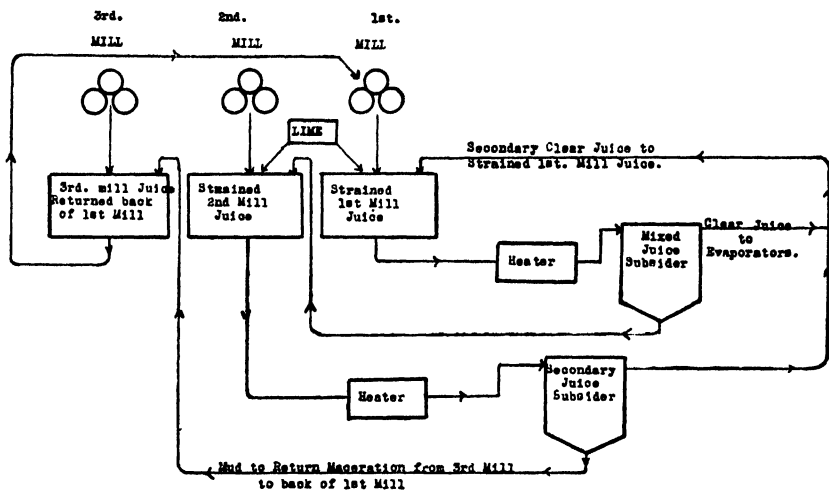 3rd. 2nd. 1st.
MILL MILL MILL
LIME
Secondary Clear Juice to
Strained 1st. Mill Juice.
3rd. mill Juice
Returned back
of 1st Mill
Strained
2nd Mill
Juice
Strained
1st Mill
Juice
Heater
Mixed
Juice
Subsider
Clear Juice
to
Evaporators.
Heater
Secondary
Juice
Subsider
Mud to Return Maceration from 3rd Mill
to back of 1st Mill